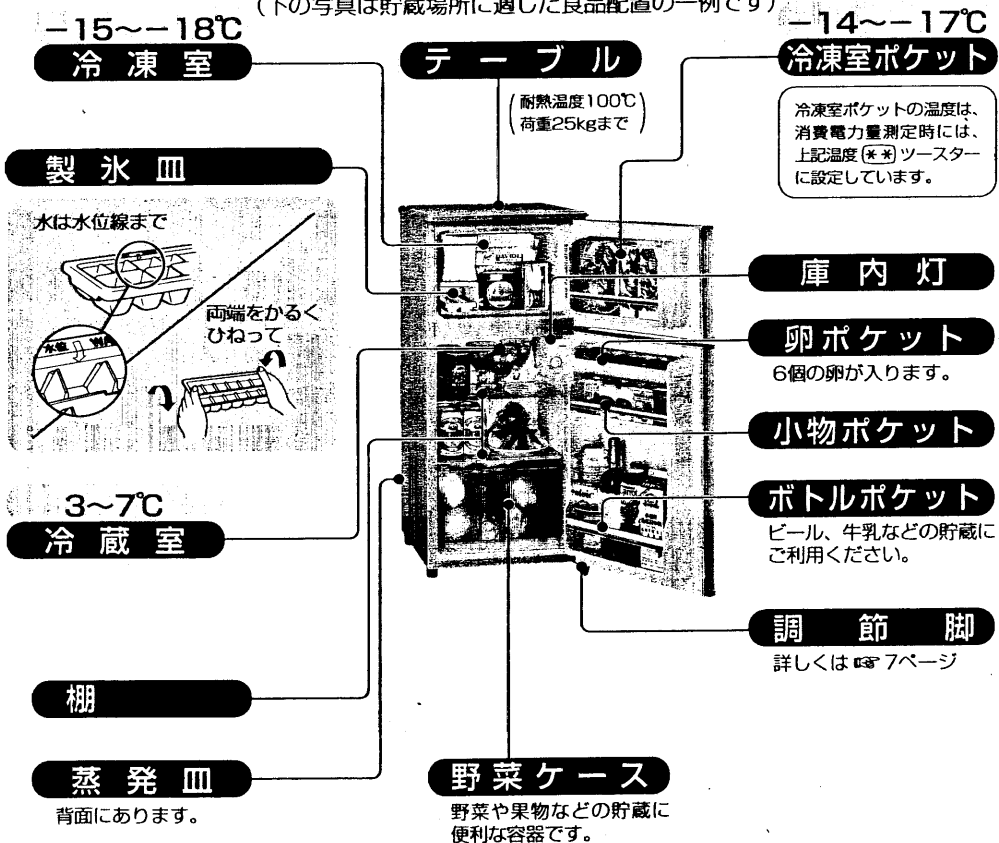 （下の写真は貯蔵場所に適した良品配置の一例です）
−15〜−18℃
冷凍室
テーブル
（耐熱温度100℃
荷重25kgまで）
−14〜−17℃
冷凍室ポケット
冷凍室ポケットの温度は、
消費電力量測定時には、
上記温度(＊＊)ツースター
に設定しています。
製氷皿
水は水位線まで
水位
WA
両端をかるく
ひねって
庫内灯
卵ポケット
6個の卵が入ります。
小物ポケット
3〜7℃
冷蔵室
ボトルポケット
ビール、牛乳などの貯蔵に
ご利用ください。
調節脚
詳しくは☞7ページ
棚
蒸発皿
背面にあります。
野菜ケース
野菜や果物などの貯蔵に
便利な容器です。